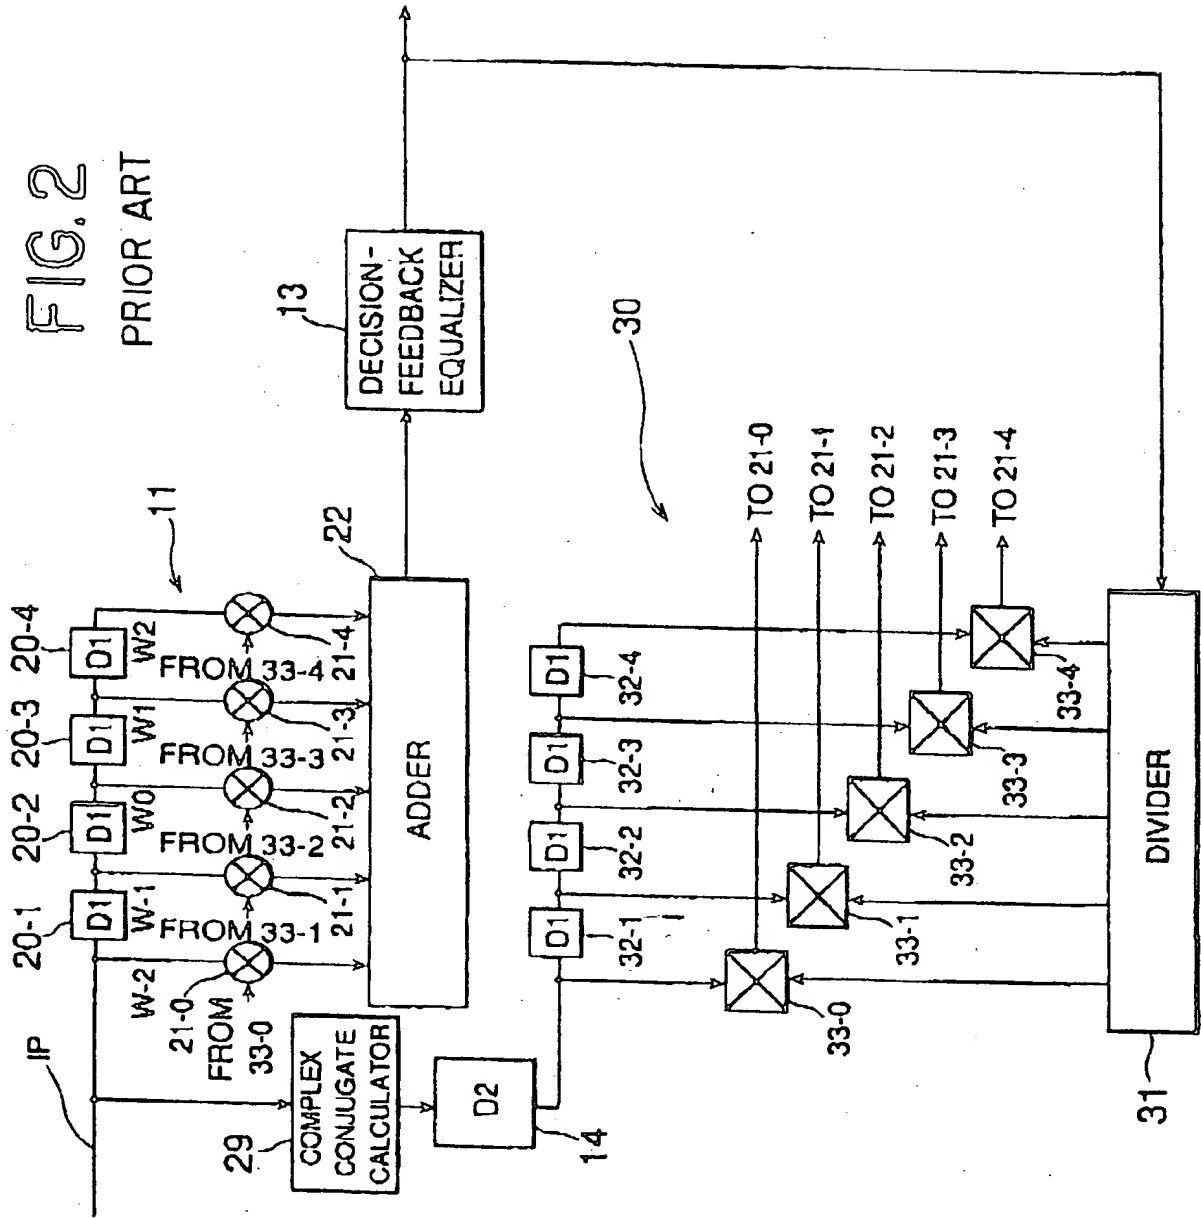 FIG. 2
PRIOR ART
IP
20-1
20-2
20-3
20-4
D1
D1
D1
D1
11
W-2
W-1
W0
W1
W2
21-0
FROM
33-0
FROM 33-1
FROM 33-2
FROM 33-3
FROM 33-4
21-1
21-2
21-3
21-4
22
ADDER
13
DECISION-
FEEDBACK
EQUALIZER
29
COMPLEX
CONJUGATE
CALCULATOR
D2
14
D1
D1
D1
D1
32-1
32-2
32-3
32-4
30
TO 21-0
TO 21-1
TO 21-2
TO 21-3
TO 21-4
33-0
33-1
33-2
33-3
33-4
DIVIDER
31